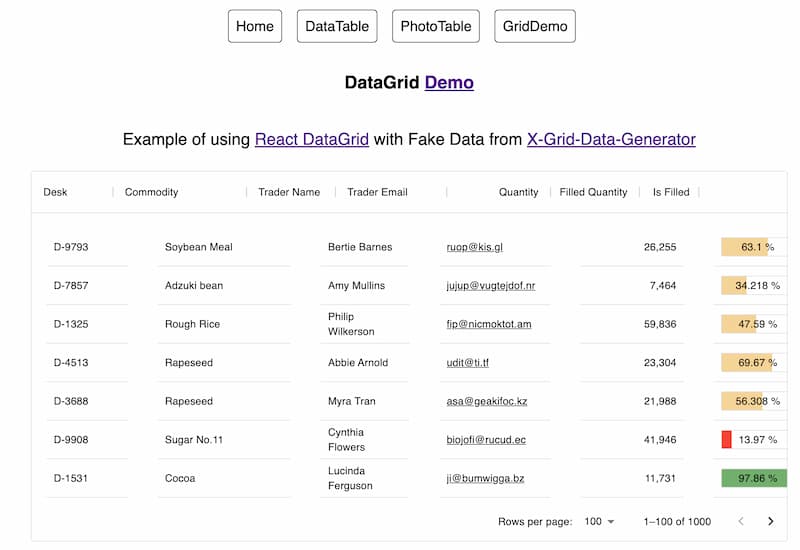 Home DataTable PhotoTable GridDemo
DataGrid Demo
Example of using React DataGrid with Fake Data from X-Grid-Data-Generator
Desk Commodity Trader Name Trader Email Quantity Filled Quantity Is Filled
D-9793 Soybean Meal Bertie Barnes ruop@kis.gl 26,255 63.1 %
D-7857 Adzuki bean Amy Mullins jujup@vugtejdof.nr 7,464 34.218 %
D-1325 Rough Rice Philip Wilkerson fip@nicmoktot.am 59,836 47.59 %
D-4513 Rapeseed Abbie Arnold udit@ti.tf 23,304 69.67 %
D-3688 Rapeseed Myra Tran asa@geakifoc.kz 21,988 56.308 %
D-9908 Sugar No.11 Cynthia Flowers biojofi@rucud.ec 41,946 13.97 %
D-1531 Cocoa Lucinda Ferguson ji@bumwigga.bz 11,731 97.86 %
Rows per page: 100 1–100 of 1000